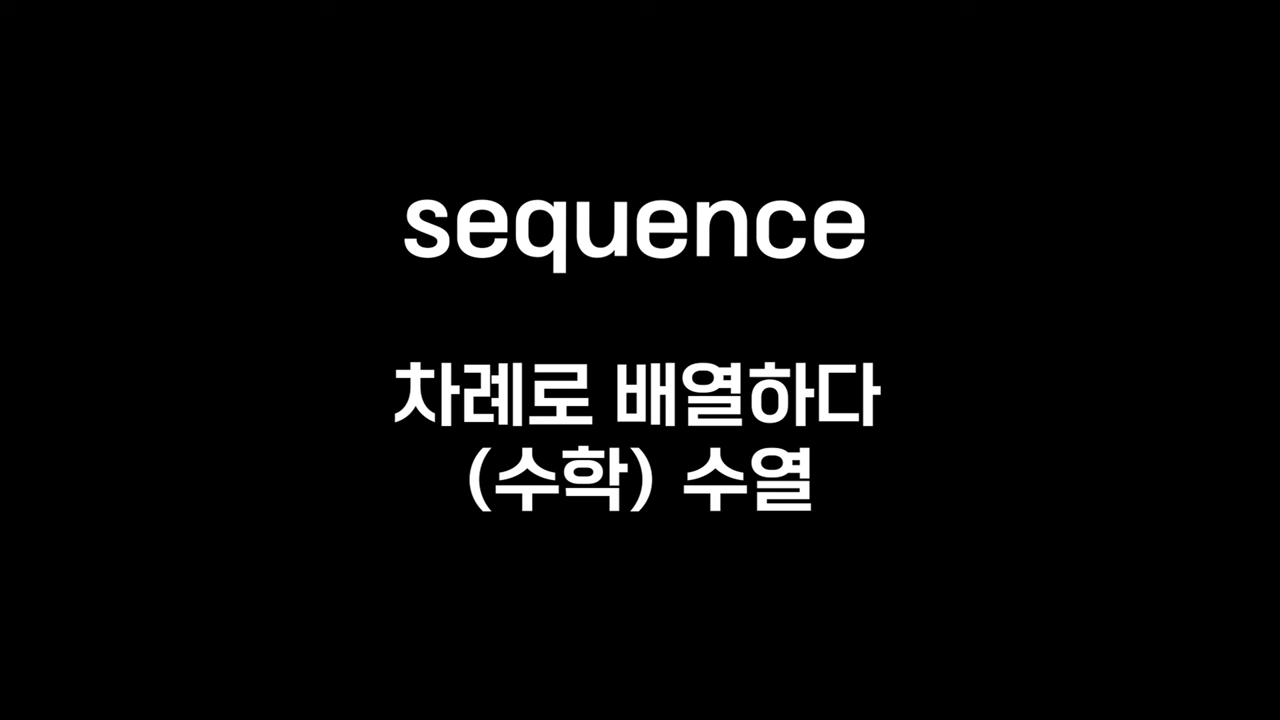 sequence
차례로 배열하다
(수학) 수열